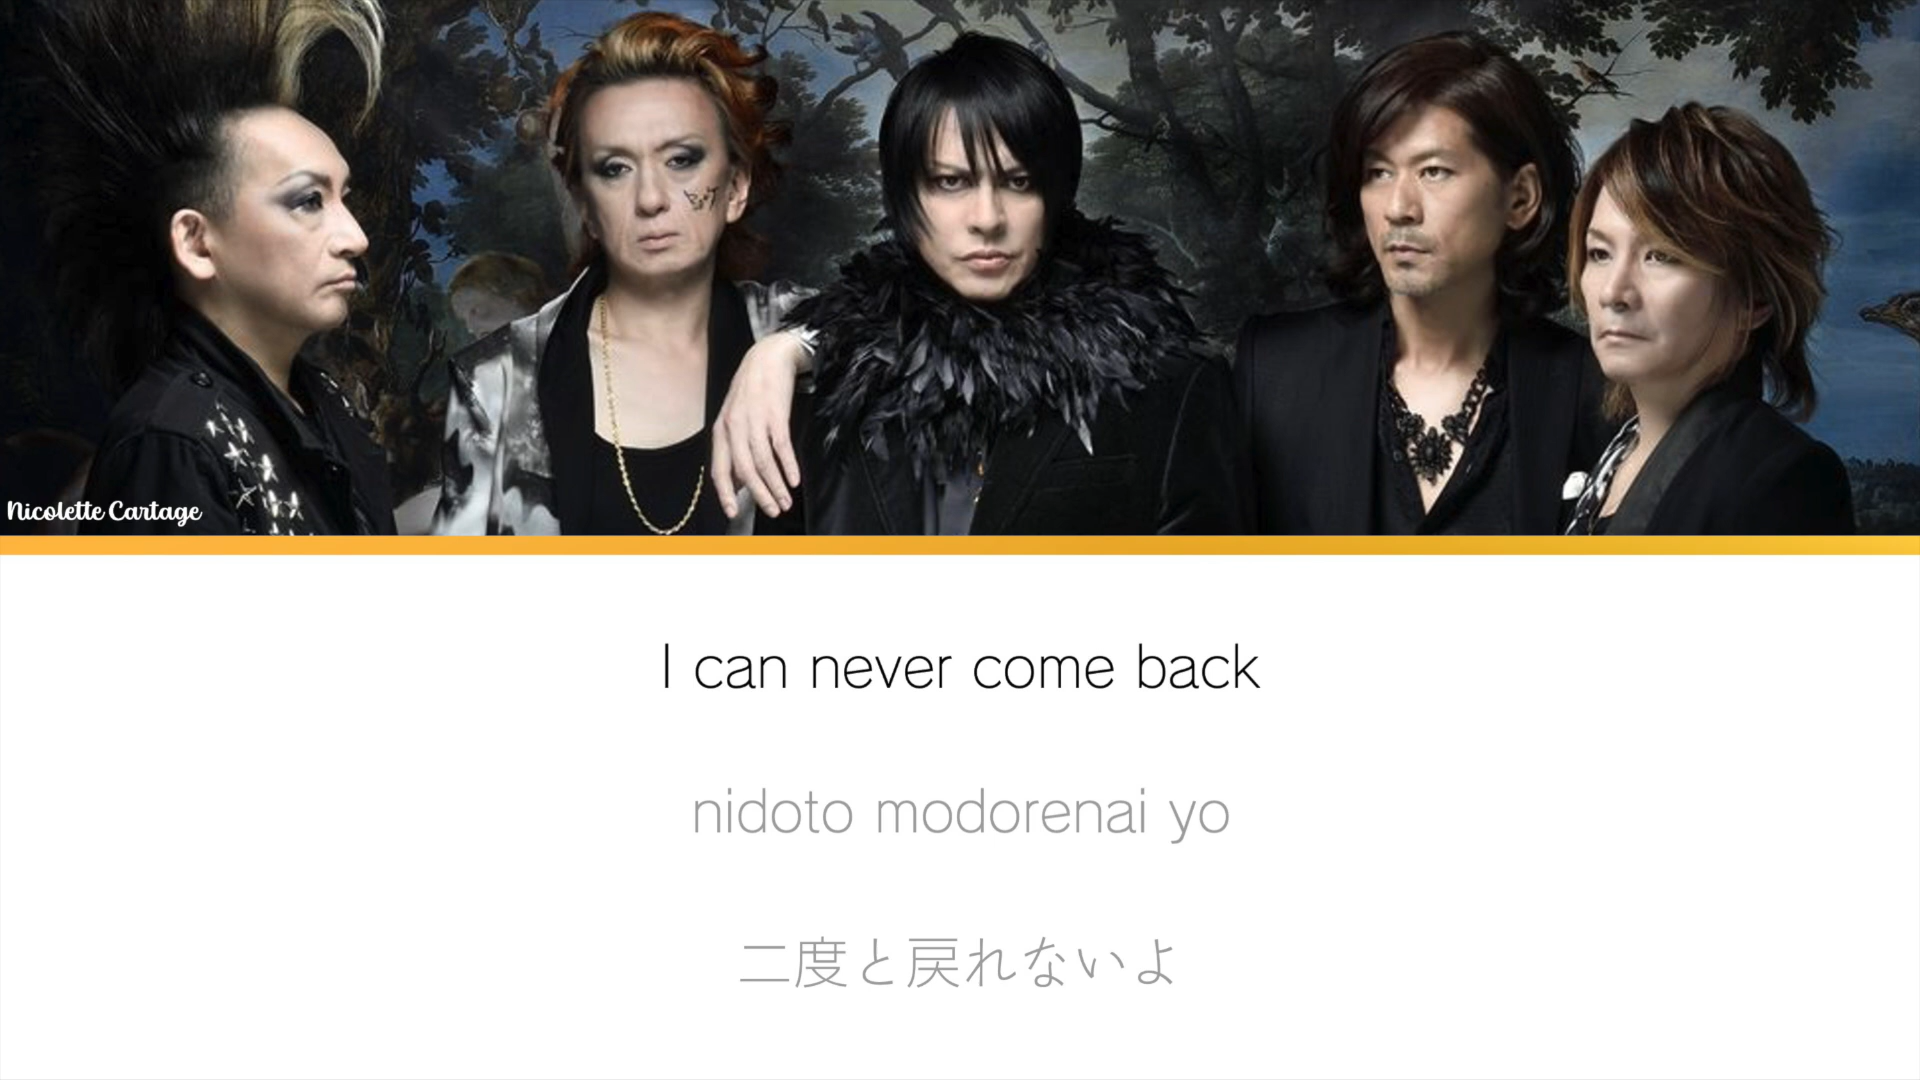 Nicolette Cartage
I can never come back
nidoto modorenai yo
二度と戻れないよ